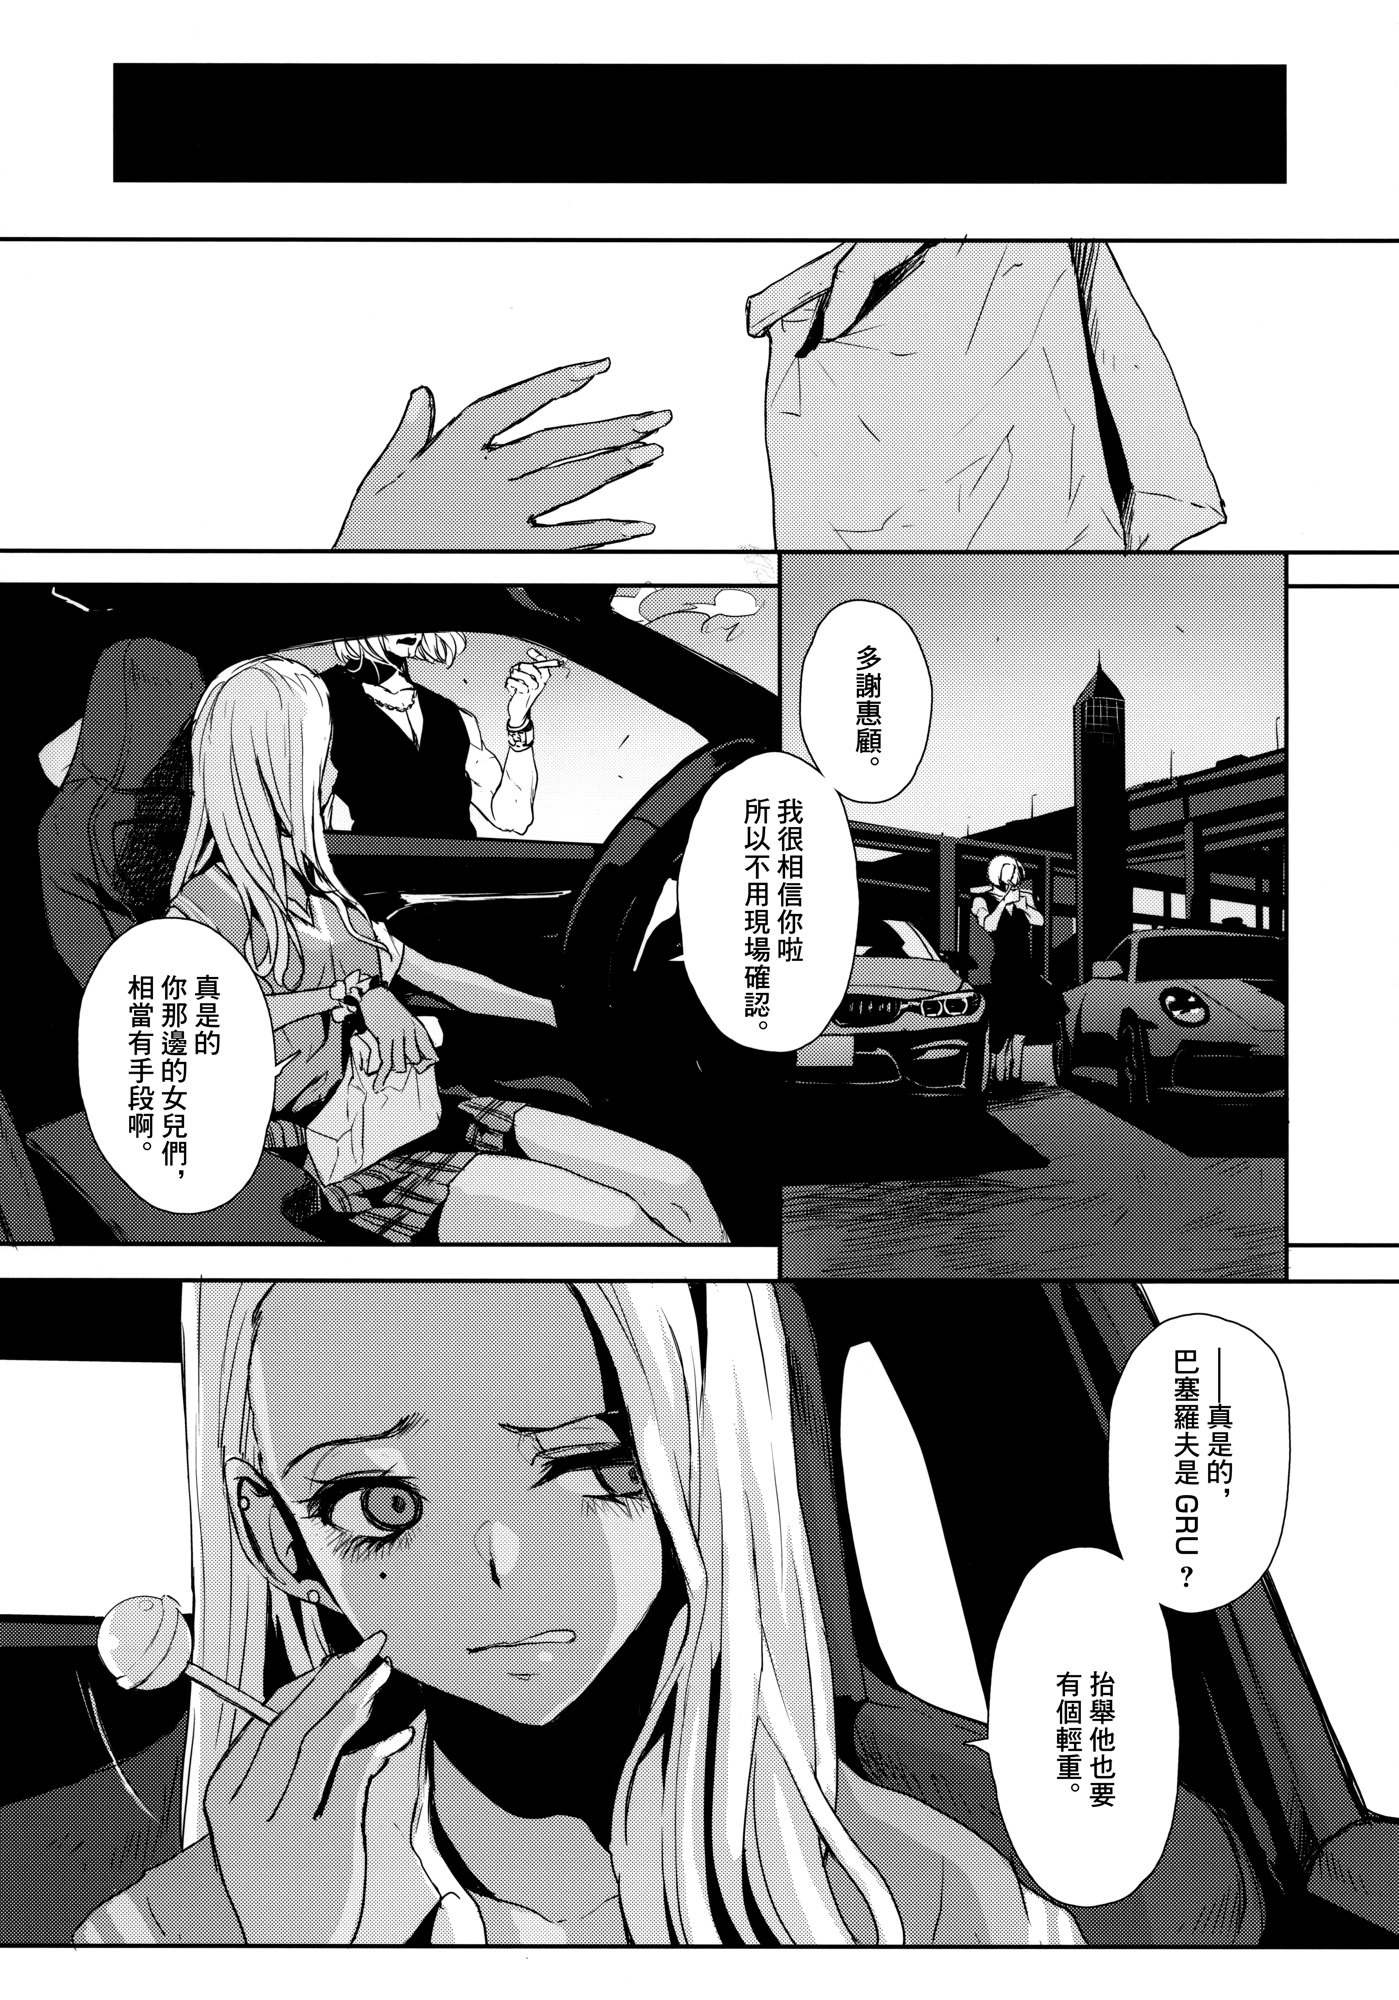 多謝惠顧。
我很相信你啦
所以不用現場確認。
真是的
你那邊的女兒們，
相當有手段啊。
——真是的，
巴塞羅夫是GRU？
抬舉他也要
有個輕重。